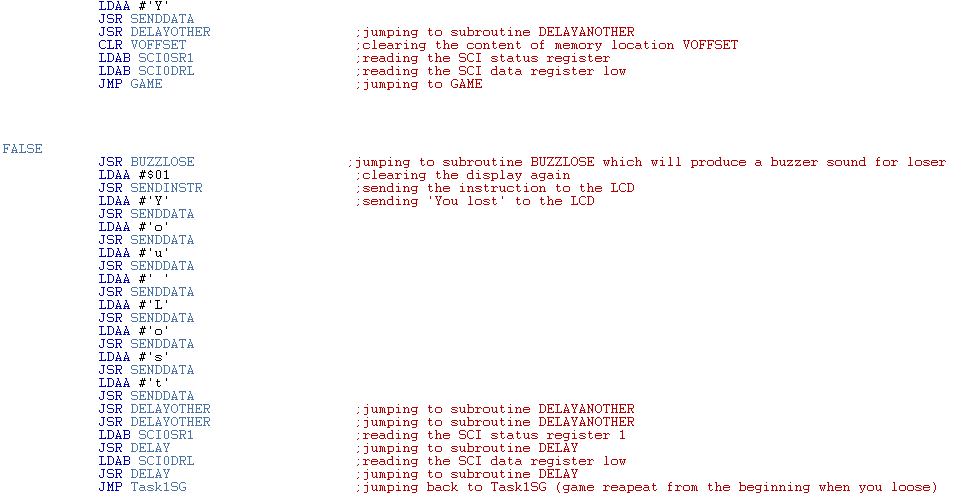 LDAA #'Y'
JSR SENDDATA
JSR DELAYOTHER ;jumping to subroutine DELAYANOTHER
CLR VOFFSET ;clearing the content of memory location VOFFSET
LDAB SCI0SR1 ;reading the SCI status register
LDAB SCI0DRL ;reading the SCI data register low
JMP GAME ;jumping to GAME
FALSE
JSR BUZZLOSE ;jumping to subroutine BUZZLOSE which will produce a buzzer sound for loser
LDAA #$01 ;clearing the display again
JSR SENDINSTR ;sending the instruction to the LCD
LDAA #'Y' ;sending 'You lost' to the LCD
JSR SENDDATA
LDAA #'o'
JSR SENDDATA
LDAA #'u'
JSR SENDDATA
LDAA #' '
JSR SENDDATA
LDAA #'L'
JSR SENDDATA
LDAA #'o'
JSR SENDDATA
LDAA #'s'
JSR SENDDATA
LDAA #'t'
JSR SENDDATA
JSR DELAYOTHER ;jumping to subroutine DELAYANOTHER
JSR DELAYOTHER ;jumping to subroutine DELAYANOTHER
LDAB SCI0SR1 ;reading the SCI status register 1
JSR DELAY ;jumping to subroutine DELAY
LDAB SCI0DRL ;reading the SCI data register low
JSR DELAY ;jumping to subroutine DELAY
JMP Task1SG ;jumping back to Task1SG (game reapeat from the beginning when you loose)